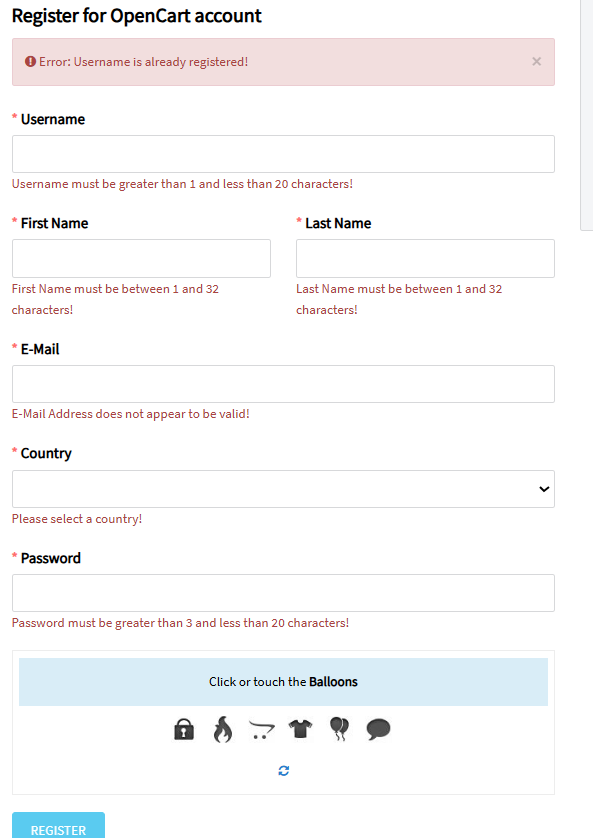 Register for OpenCart account
Error: Username is already registered!
×
* Username
Username must be greater than 1 and less than 20 characters!
* First Name
* Last Name
First Name must be between 1 and 32
characters!
Last Name must be between 1 and 32
characters!
* E-Mail
E-Mail Address does not appear to be valid!
* Country
Please select a country!
* Password
Password must be greater than 3 and less than 20 characters!
Click or touch the Balloons
REGISTER